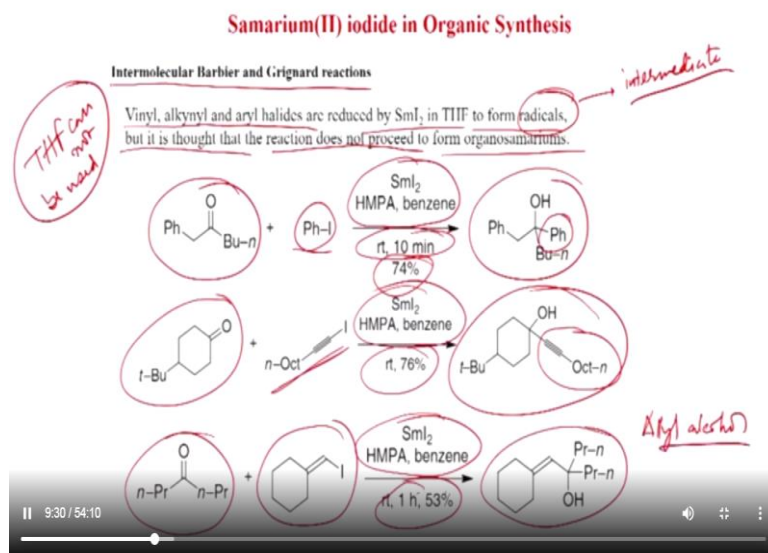 Samarium(II) iodide in Organic Synthesis
intermediate
Intermolecular Barbier and Grignard reactions
Vinyl, alkynyl and aryl halides are reduced by SmI2 in THF to form radicals,
but it is thought that the reaction does not proceed to form organosamariums.
THF can
not
be used
O
Ph
Bu-n
+
Ph-I
SmI2
HMPA, benzene
rt, 10 min
74%
OH
Ph
Ph
Bu-n
O
t-Bu
+
I
n-Oct
SmI2
HMPA, benzene
rt, 76%
OH
t-Bu
Oct-n
alcohol
O
n-Pr
n-Pr
+
I
SmI2
HMPA, benzene
rt, 1 h, 53%
Pr-n
Pr-n
OH
9:30 / 54:10